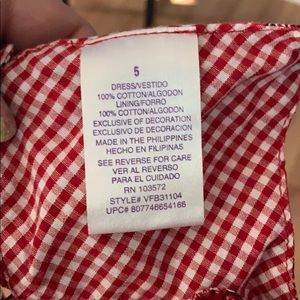 5
DRESS/VESTIDO
100% COTTON/ALGODON
LINING/FORRO
100% COTTON/ALGODON
EXCLUSIVE OF DECORATION
EXCLUSIVO DE DECORACION
MADE IN THE PHILIPPINES
HECHO EN FILIPINAS
SEE REVERSE FOR CARE
VER AL REVERSO
PARA EL CUIDADO
RN 103572
STYLE# VFB31104
UPC# 807746654166